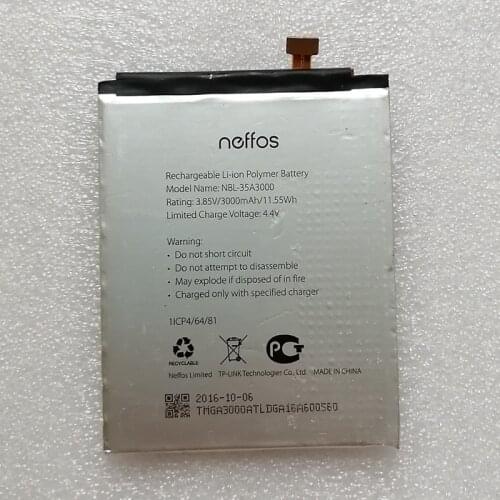 neffos
Rechargeable Li-ion Polymer Battery
Model Name: NBL-35A3000
Rating: 3.85V/3000mAh/11.55Wh
Limited Charge Voltage: 4.4V
Warning:
• Do not short circuit
• Do not attempt to disassemble
• May explode if disposed of in fire
• Charged only with specified charger
1ICP4/64/81
RECYCLABLE
EAC
PG
Neffos Limited TP-LINK Technologies Co., Ltd. MADE IN CHINA
2016-10-06
TMGA3000ATLDGA16A600560